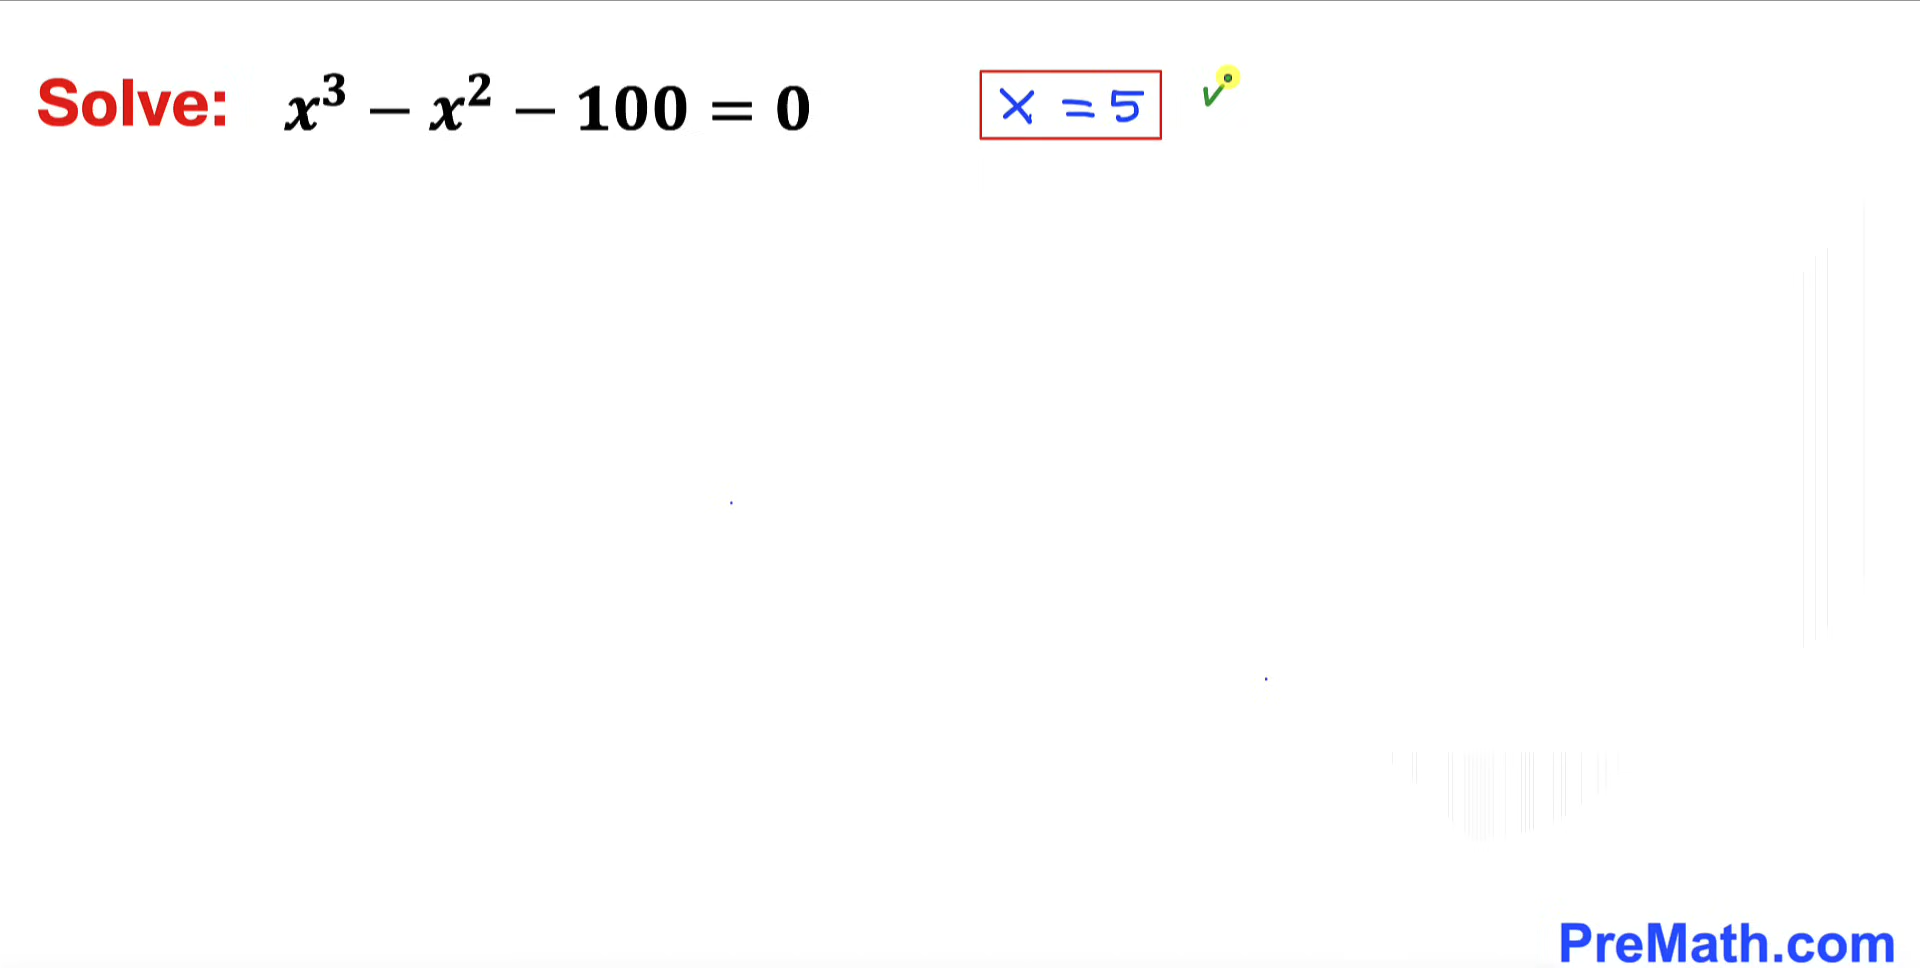 Solve: x³ − x² − 100 = 0 x = 5 ✓
PreMath.com